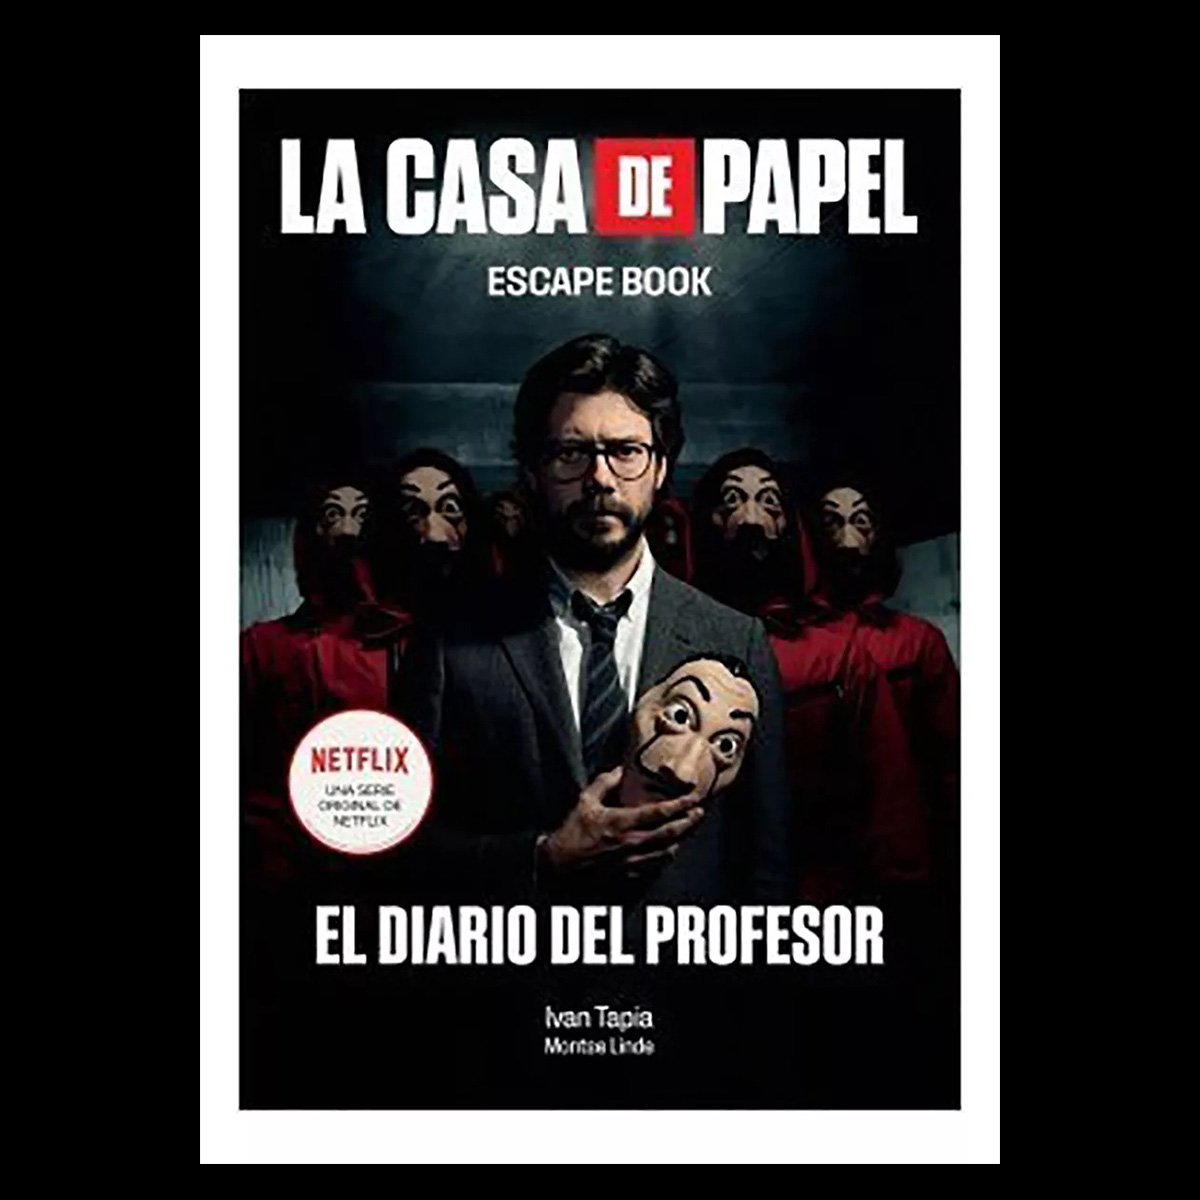 LA CASA DE PAPEL
ESCAPE BOOK
NETFLIX
UNA SERIE
ORIGINAL DE
NETFLIX
EL DIARIO DEL PROFESOR
Ivan Tapia
Montse Linde